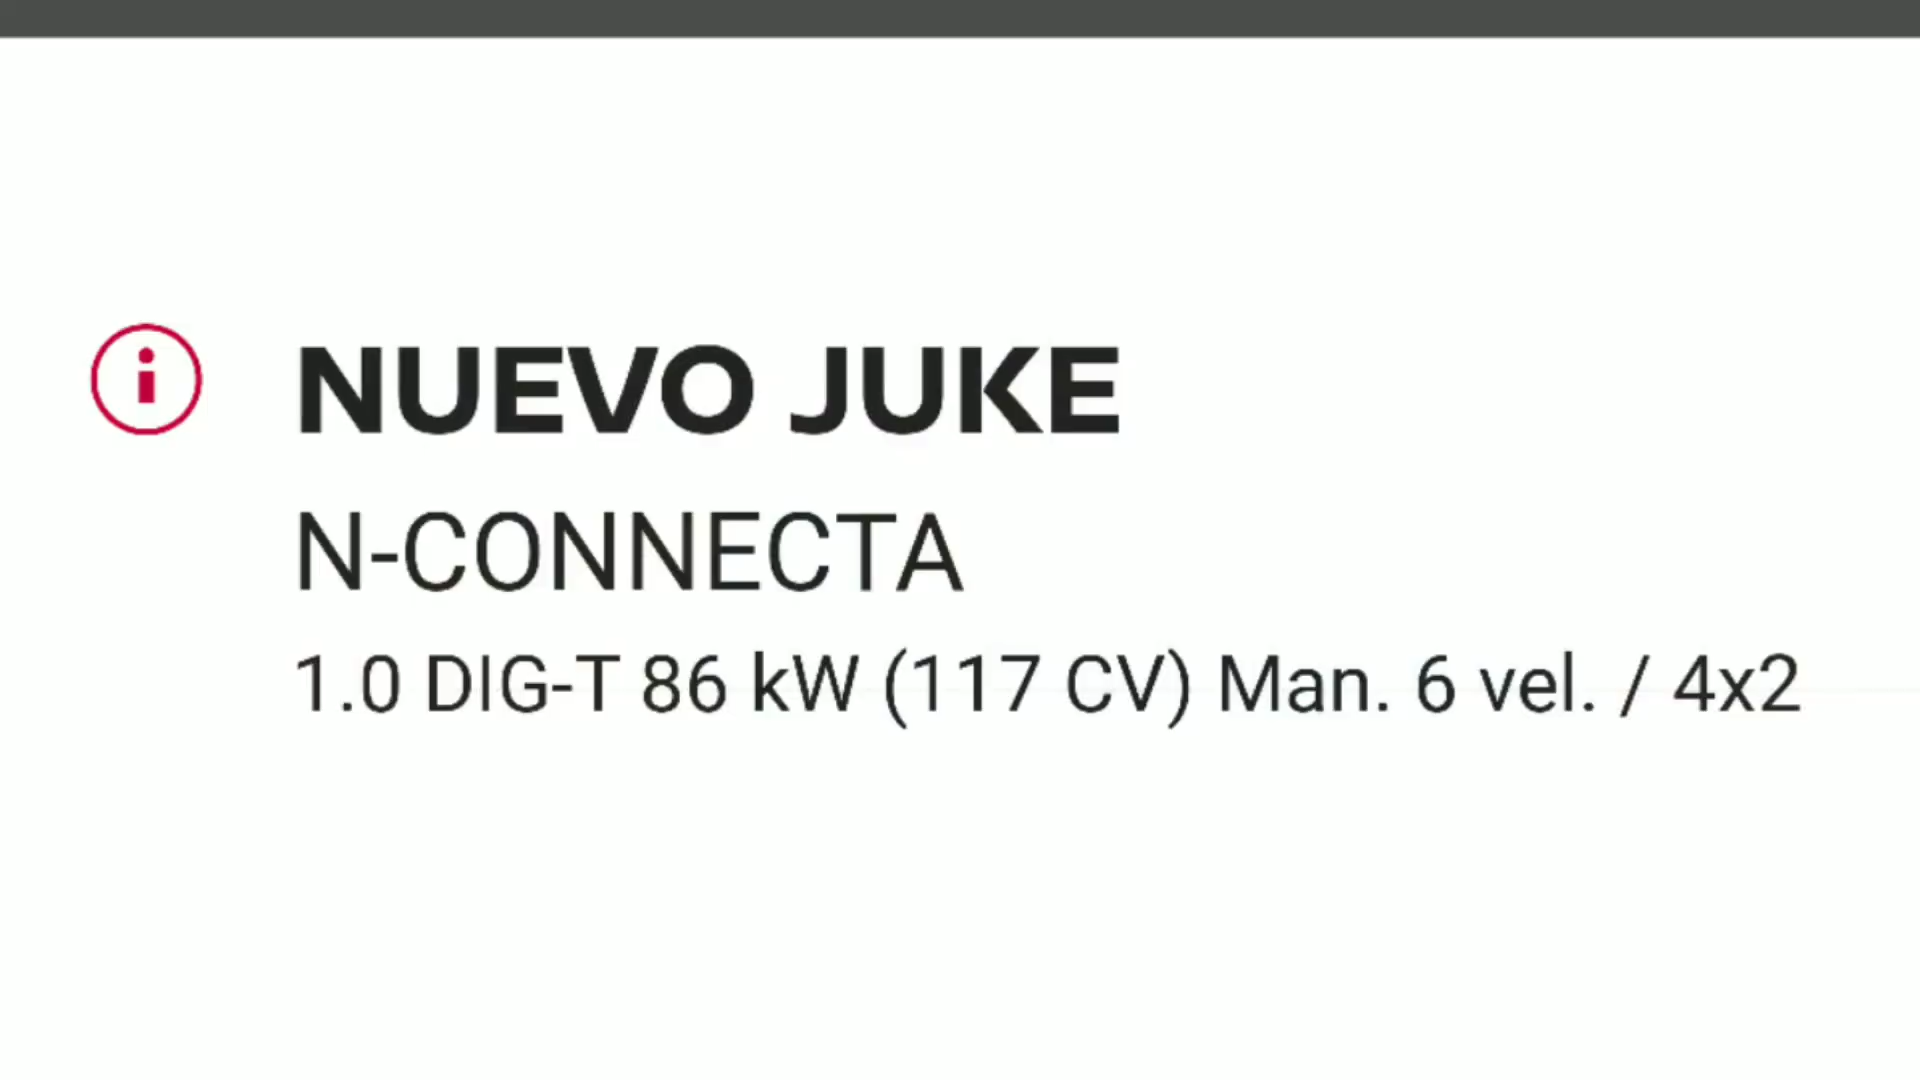 NUEVO JUKE
N-CONNECTA
1.0 DIG-T 86 kW (117 CV) Man. 6 vel. / 4x2